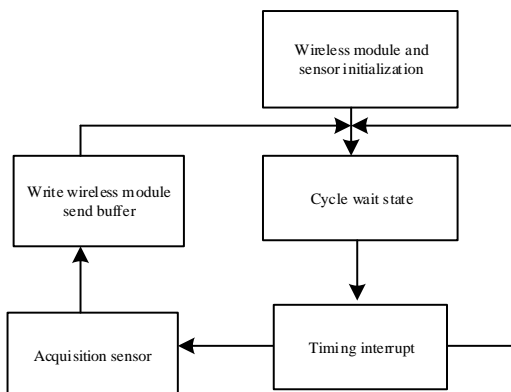 Wireless module and
sensor initialization
Write wireless module
send buffer
Cycle wait state
Acquisition sensor
Timing interrupt